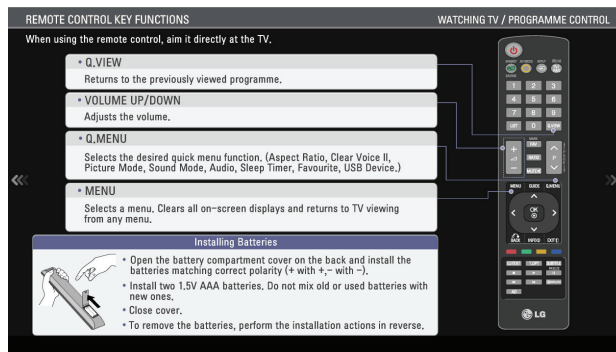 REMOTE CONTROL KEY FUNCTIONS
WATCHING TV / PROGRAMME CONTROL
When using the remote control, aim it directly at the TV.
• Q.VIEW
Returns to the previously viewed programme.
• VOLUME UP/DOWN
Adjusts the volume.
• Q.MENU
Selects the desired quick menu function. (Aspect Ratio, Clear Voice II,
Picture Mode, Sound Mode, Audio, Sleep Timer, Favourite, USB Device.)
• MENU
Selects a menu. Clears all on-screen displays and returns to TV viewing
from any menu.
Installing Batteries
• Open the battery compartment cover on the back and install the
batteries matching correct polarity (+ with +,- with -).
• Install two 1.5V AAA batteries. Do not mix old or used batteries with
new ones.
• Close cover.
• To remove the batteries, perform the installation actions in reverse.
1 2 3
4 5 6
7 8 9
LIST 0 Q.VIEW
+ FAV
RATIO P
- MUTE
MENU GUIDE Q.MENU
OK
BACK INFO EXIT
LG